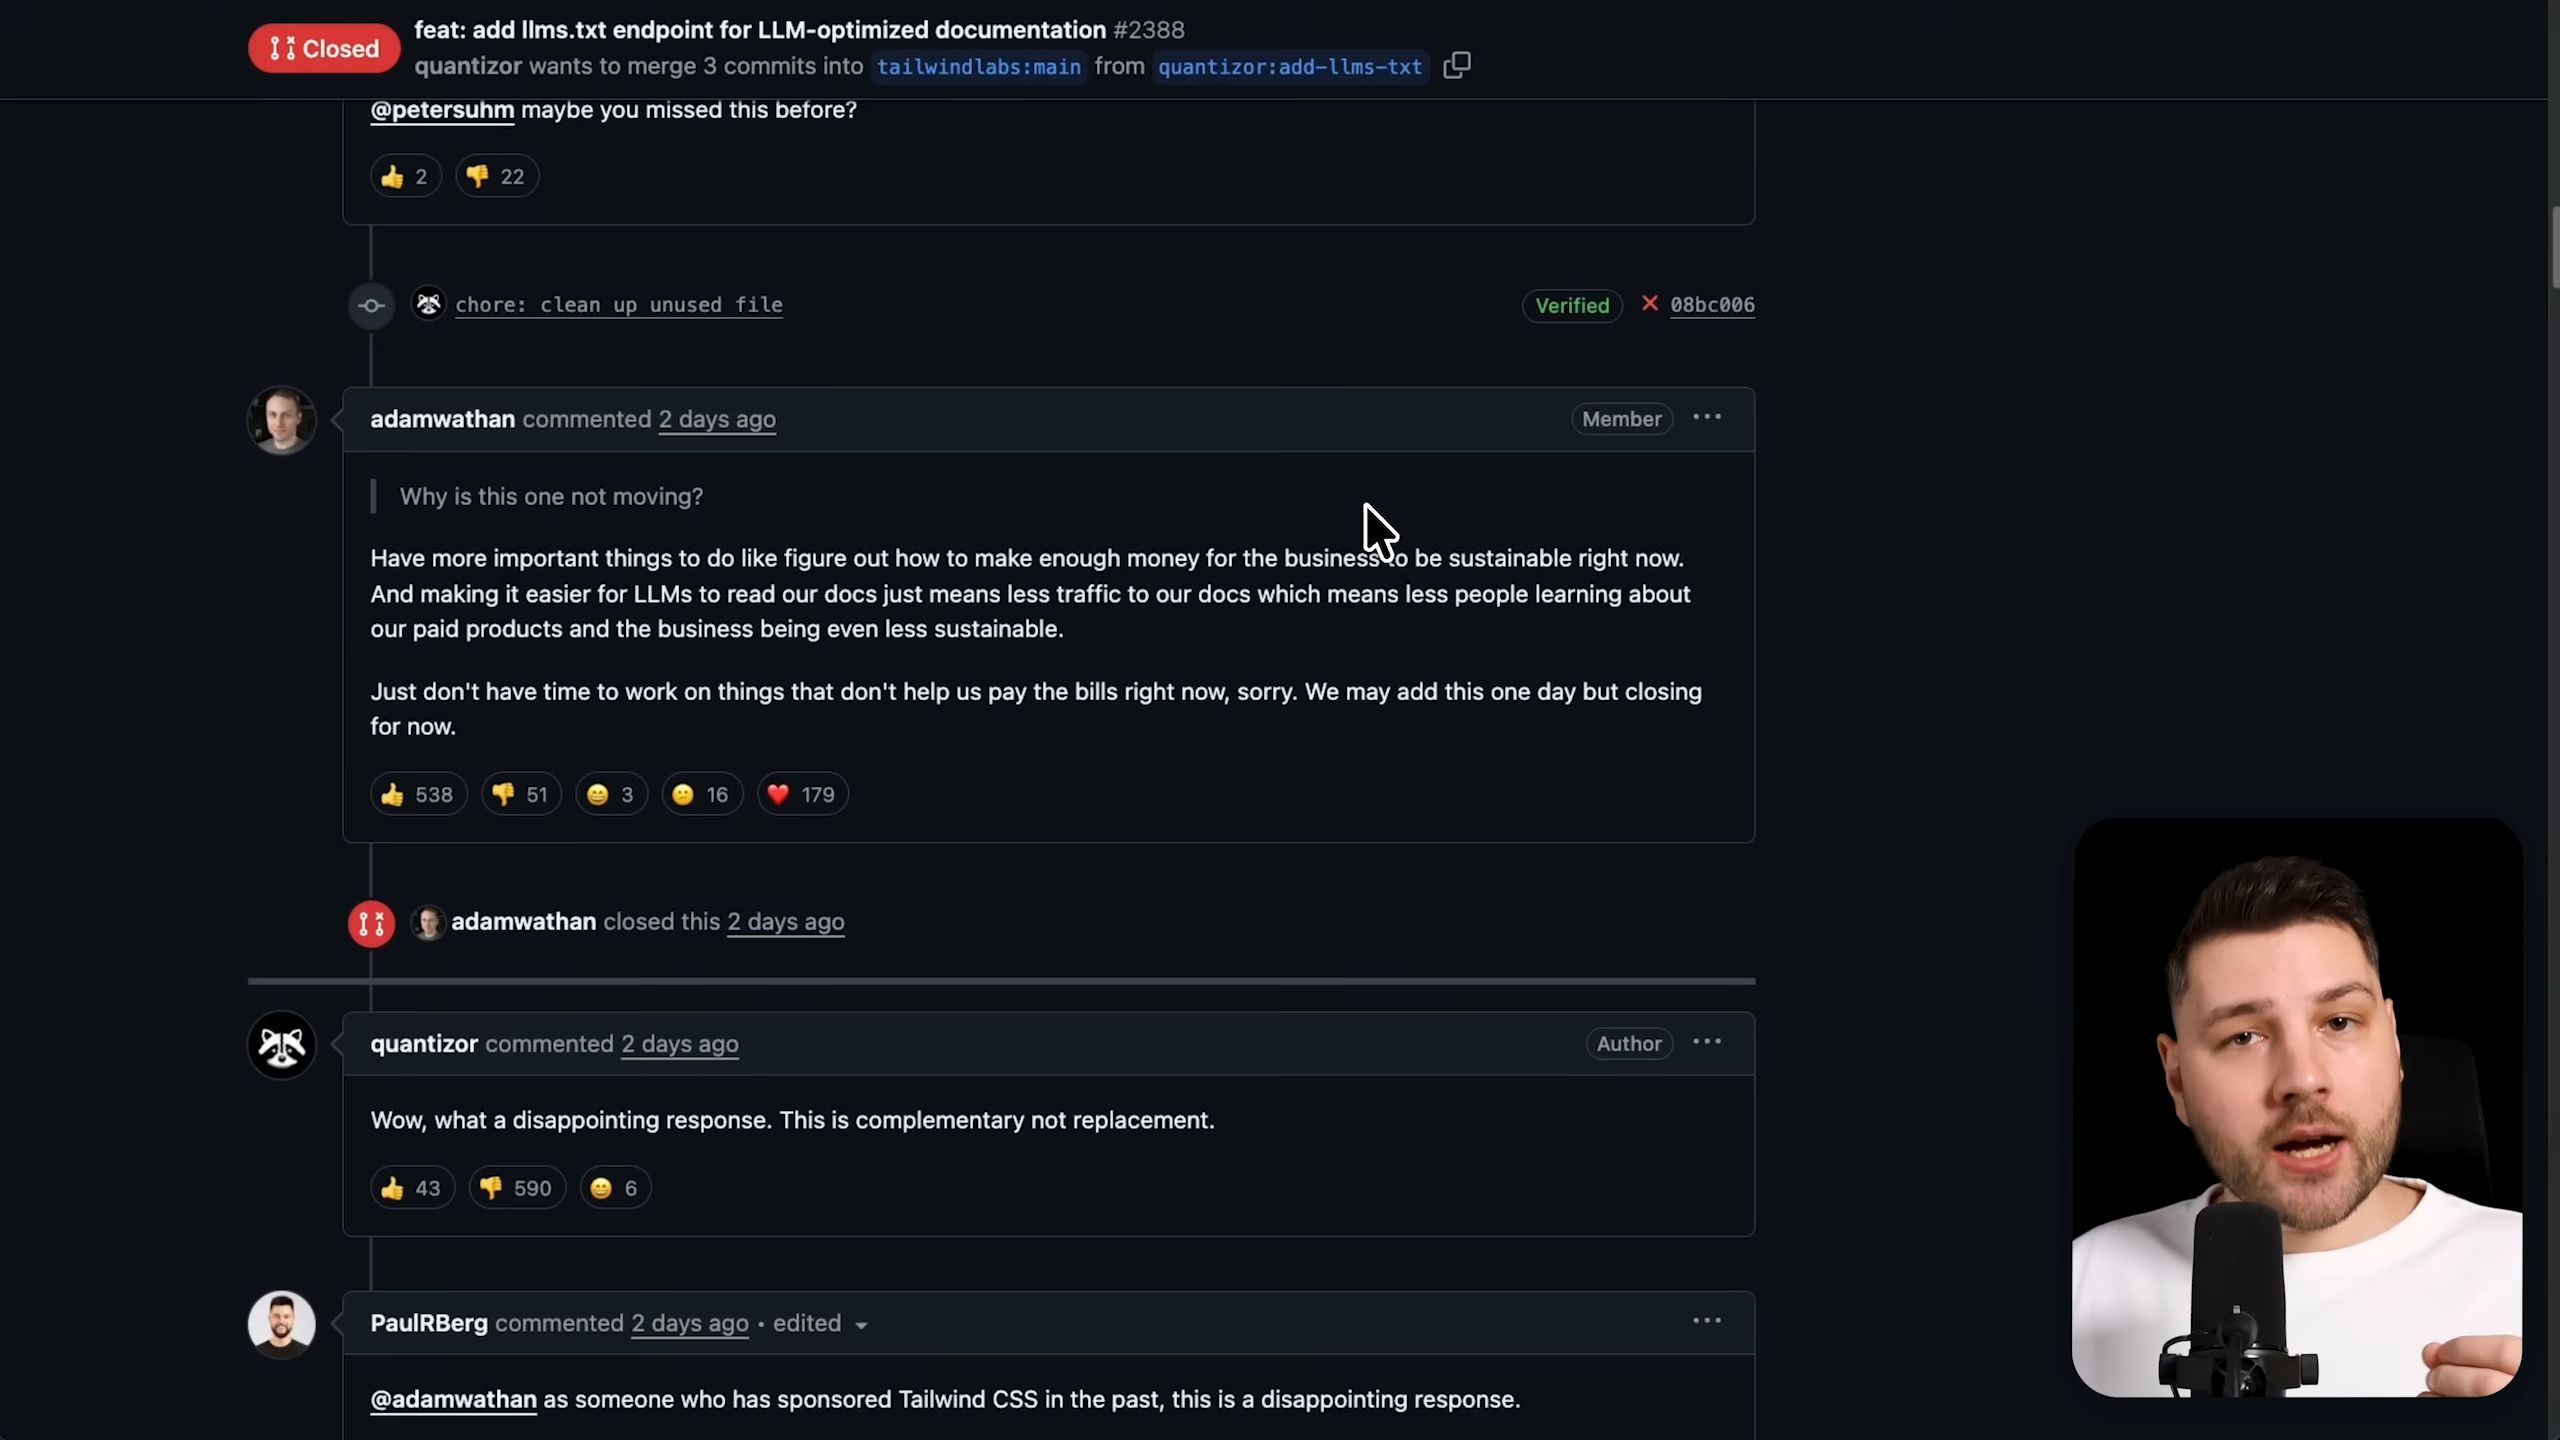 Closed
feat: add llms.txt endpoint for LLM-optimized documentation #2388
quantizor wants to merge 3 commits into tailwindlabs:main from quantizor:add-llms-txt
@petersuhm maybe you missed this before?
👍 2 👎 22
chore: clean up unused file
Verified 08bc006
adamwathan commented 2 days ago
Member
Why is this one not moving?
Have more important things to do like figure out how to make enough money for the business to be sustainable right now.
And making it easier for LLMs to read our docs just means less traffic to our docs which means less people learning about
our paid products and the business being even less sustainable.
Just don't have time to work on things that don't help us pay the bills right now, sorry. We may add this one day but closing
for now.
👍 538 👎 51 😄 3 😕 16 ❤️ 179
adamwathan closed this 2 days ago
quantizor commented 2 days ago
Author
Wow, what a disappointing response. This is complementary not replacement.
👍 43 👎 590 😄 6
PaulRBerg commented 2 days ago • edited
@adamwathan as someone who has sponsored Tailwind CSS in the past, this is a disappointing response.